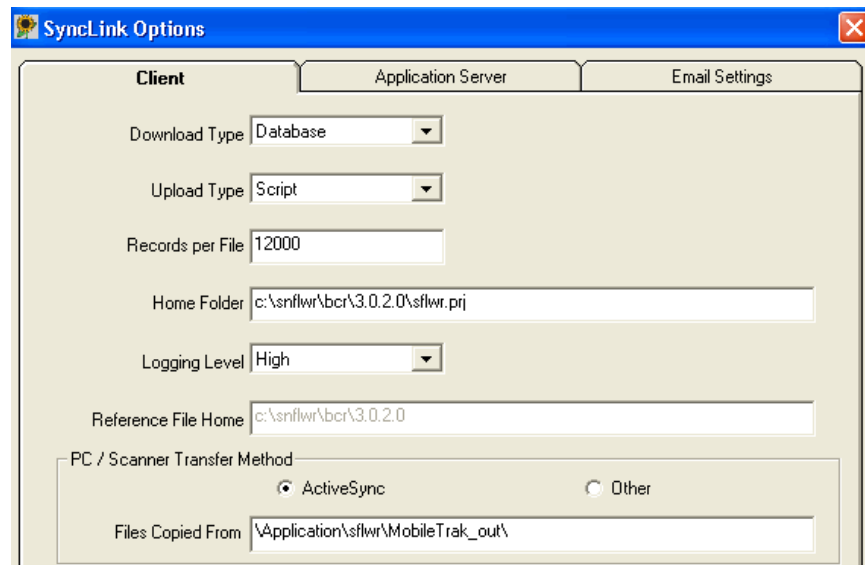 SyncLink Options
Client Application Server Email Settings
Download Type Database
Upload Type Script
Records per File 12000
Home Folder c:\snflwr\bcr\3.0.2.0\sflwr.prj
Logging Level High
Reference File Home c:\snflwr\bcr\3.0.2.0
PC / Scanner Transfer Method
ActiveSync Other
Files Copied From \Application\sflwr\MobileTrak_out\